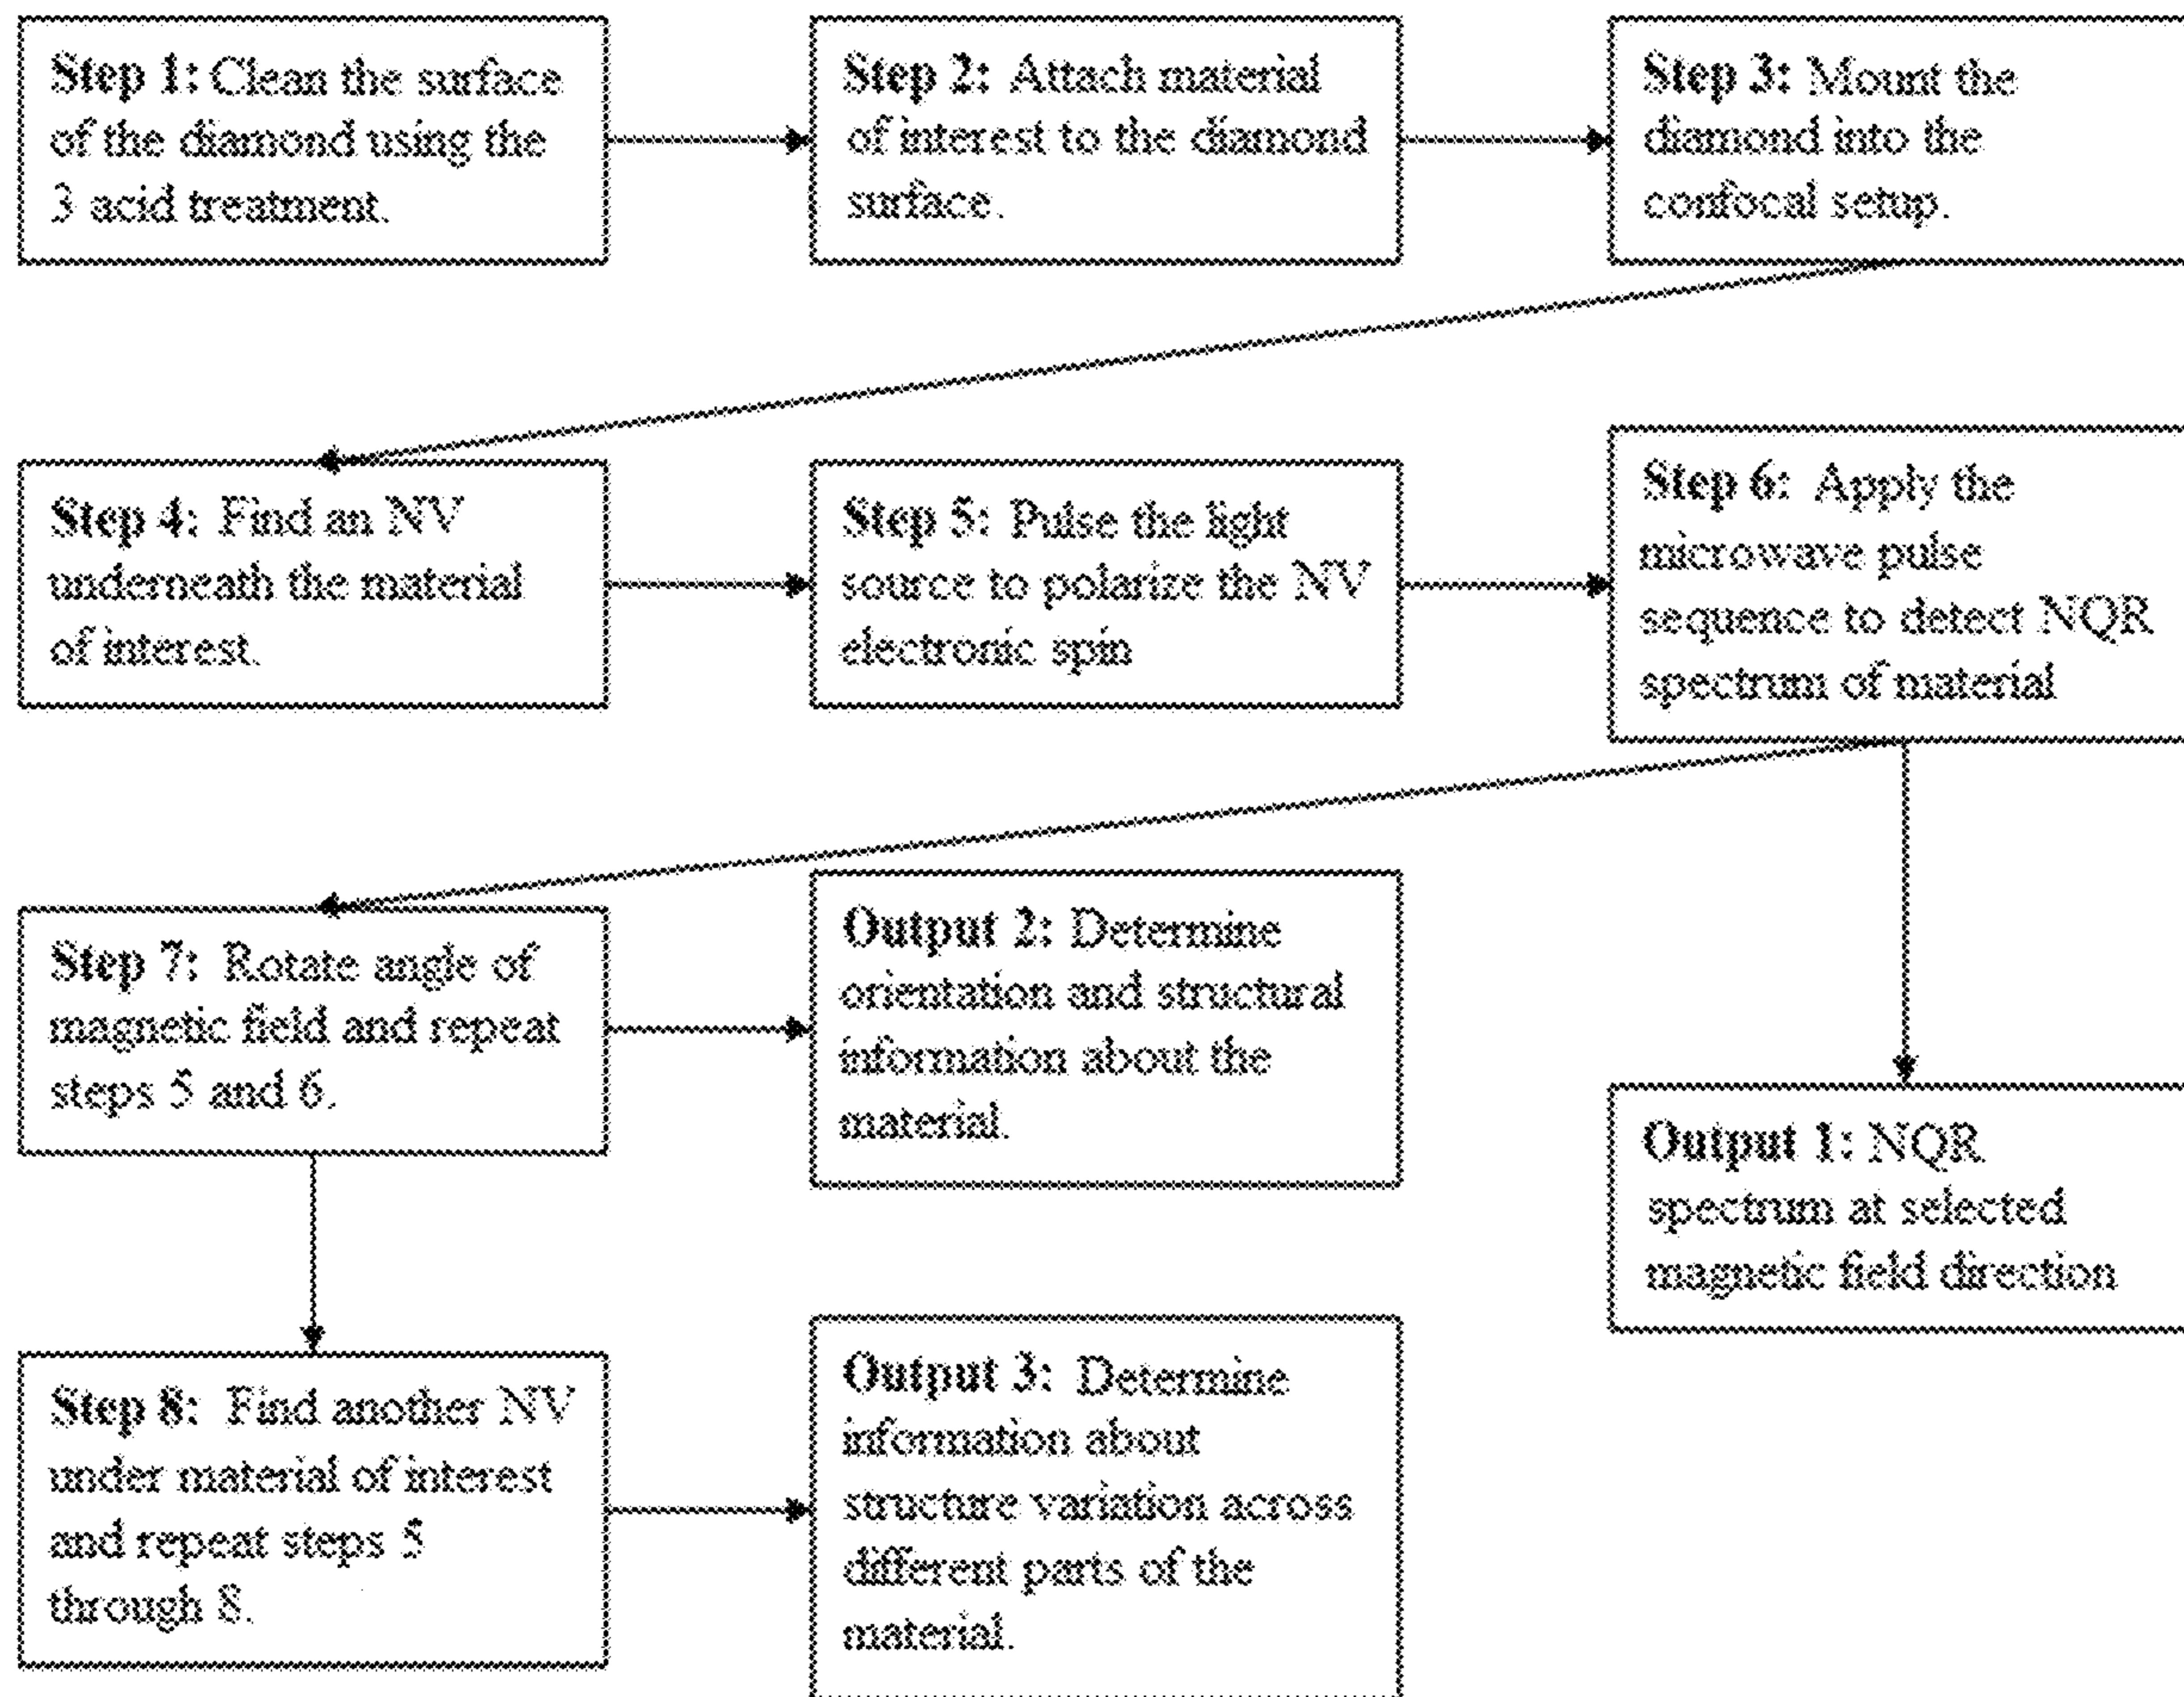 Step 1: Clean the surface
of the diamond using the
3 acid treatment.
Step 2: Attach material
of interest to the diamond
surface.
Step 3: Mount the
diamond into the
confocal setup.
Step 4: Find an NV
underneath the material
of interest.
Step 5: Pulse the light
source to polarize the NV
electronic spin
Step 6: Apply the
microwave pulse
sequence to detect NQR
spectrum of material
Step 7: Rotate angle of
magnetic field and repeat
steps 5 and 6.
Output 2: Determine
orientation and structural
information about the
material.
Output 1: NQR
spectrum at selected
magnetic field direction
Step 8: Find another NV
under material of interest
and repeat steps 5
through 8.
Output 3: Determine
information about
structure variation across
different parts of the
material.